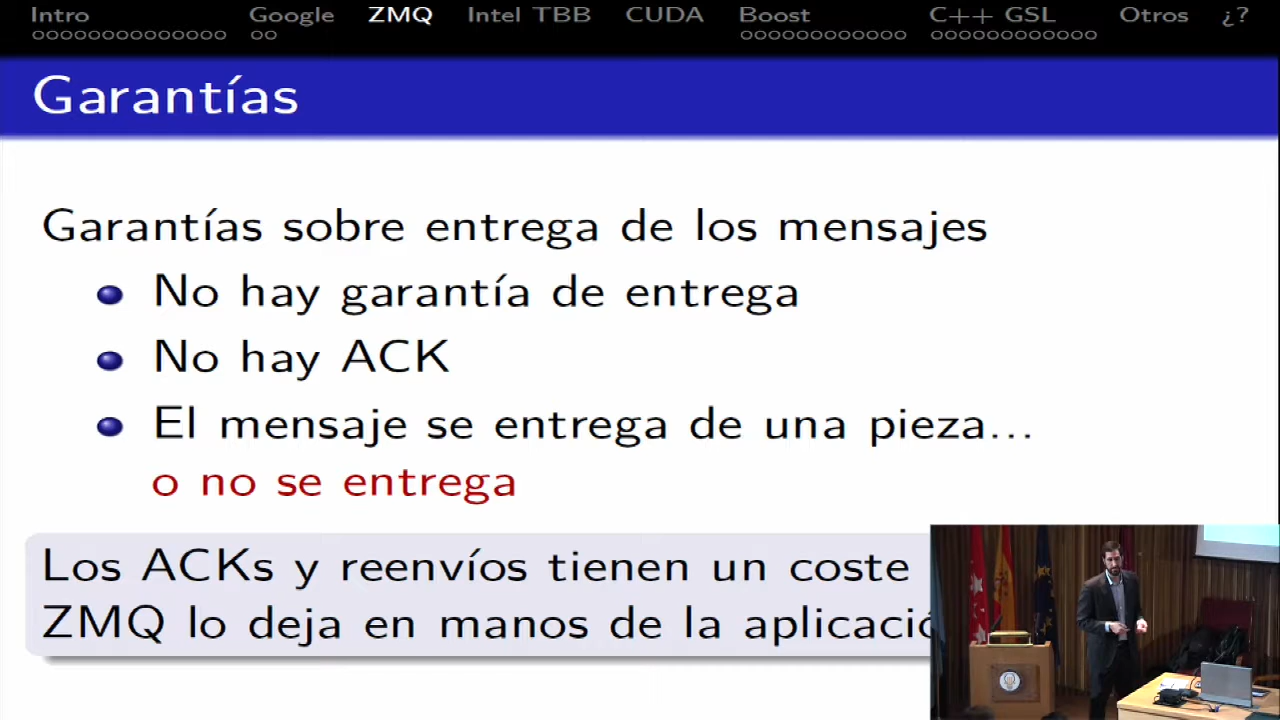 Intro Google ZMQ Intel TBB CUDA Boost C++ GSL Otros ¿?
Garantías
Garantías sobre entrega de los mensajes
No hay garantía de entrega
No hay ACK
El mensaje se entrega de una pieza...
o no se entrega
Los ACKs y reenvíos tienen un coste
ZMQ lo deja en manos de la